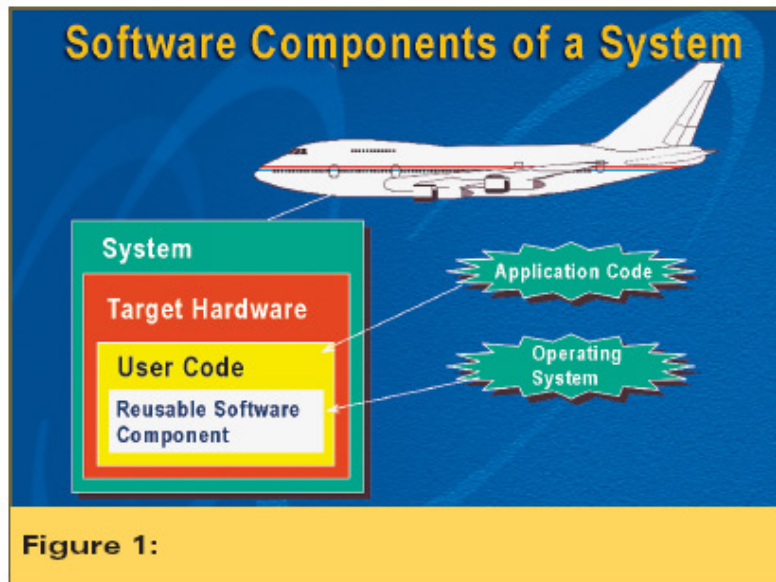 Software Components of a System
System
Target Hardware
User Code
Reusable Software
Component
Application Code
Operating
System
Figure 1: